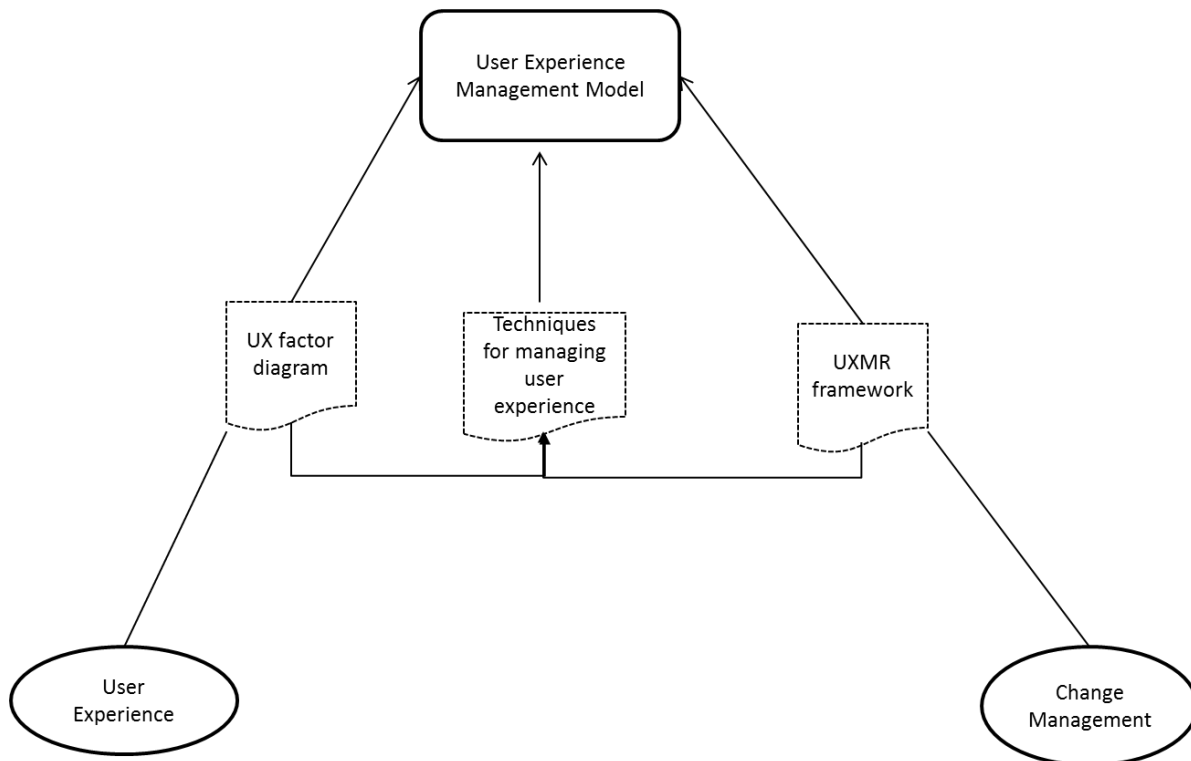 User Experience
Management Model
UX factor
diagram
Techniques
for managing
user
experience
UXMR
framework
User
Experience
Change
Management